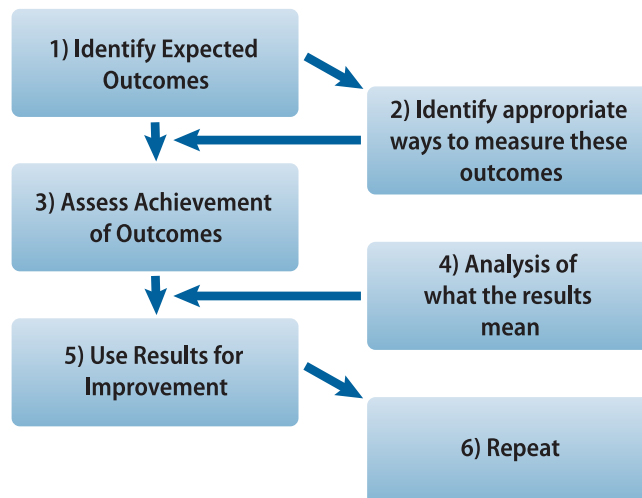 1) Identify Expected
Outcomes
2) Identify appropriate
ways to measure these
outcomes
3) Assess Achievement
of Outcomes
4) Analysis of
what the results
mean
5) Use Results for
Improvement
6) Repeat